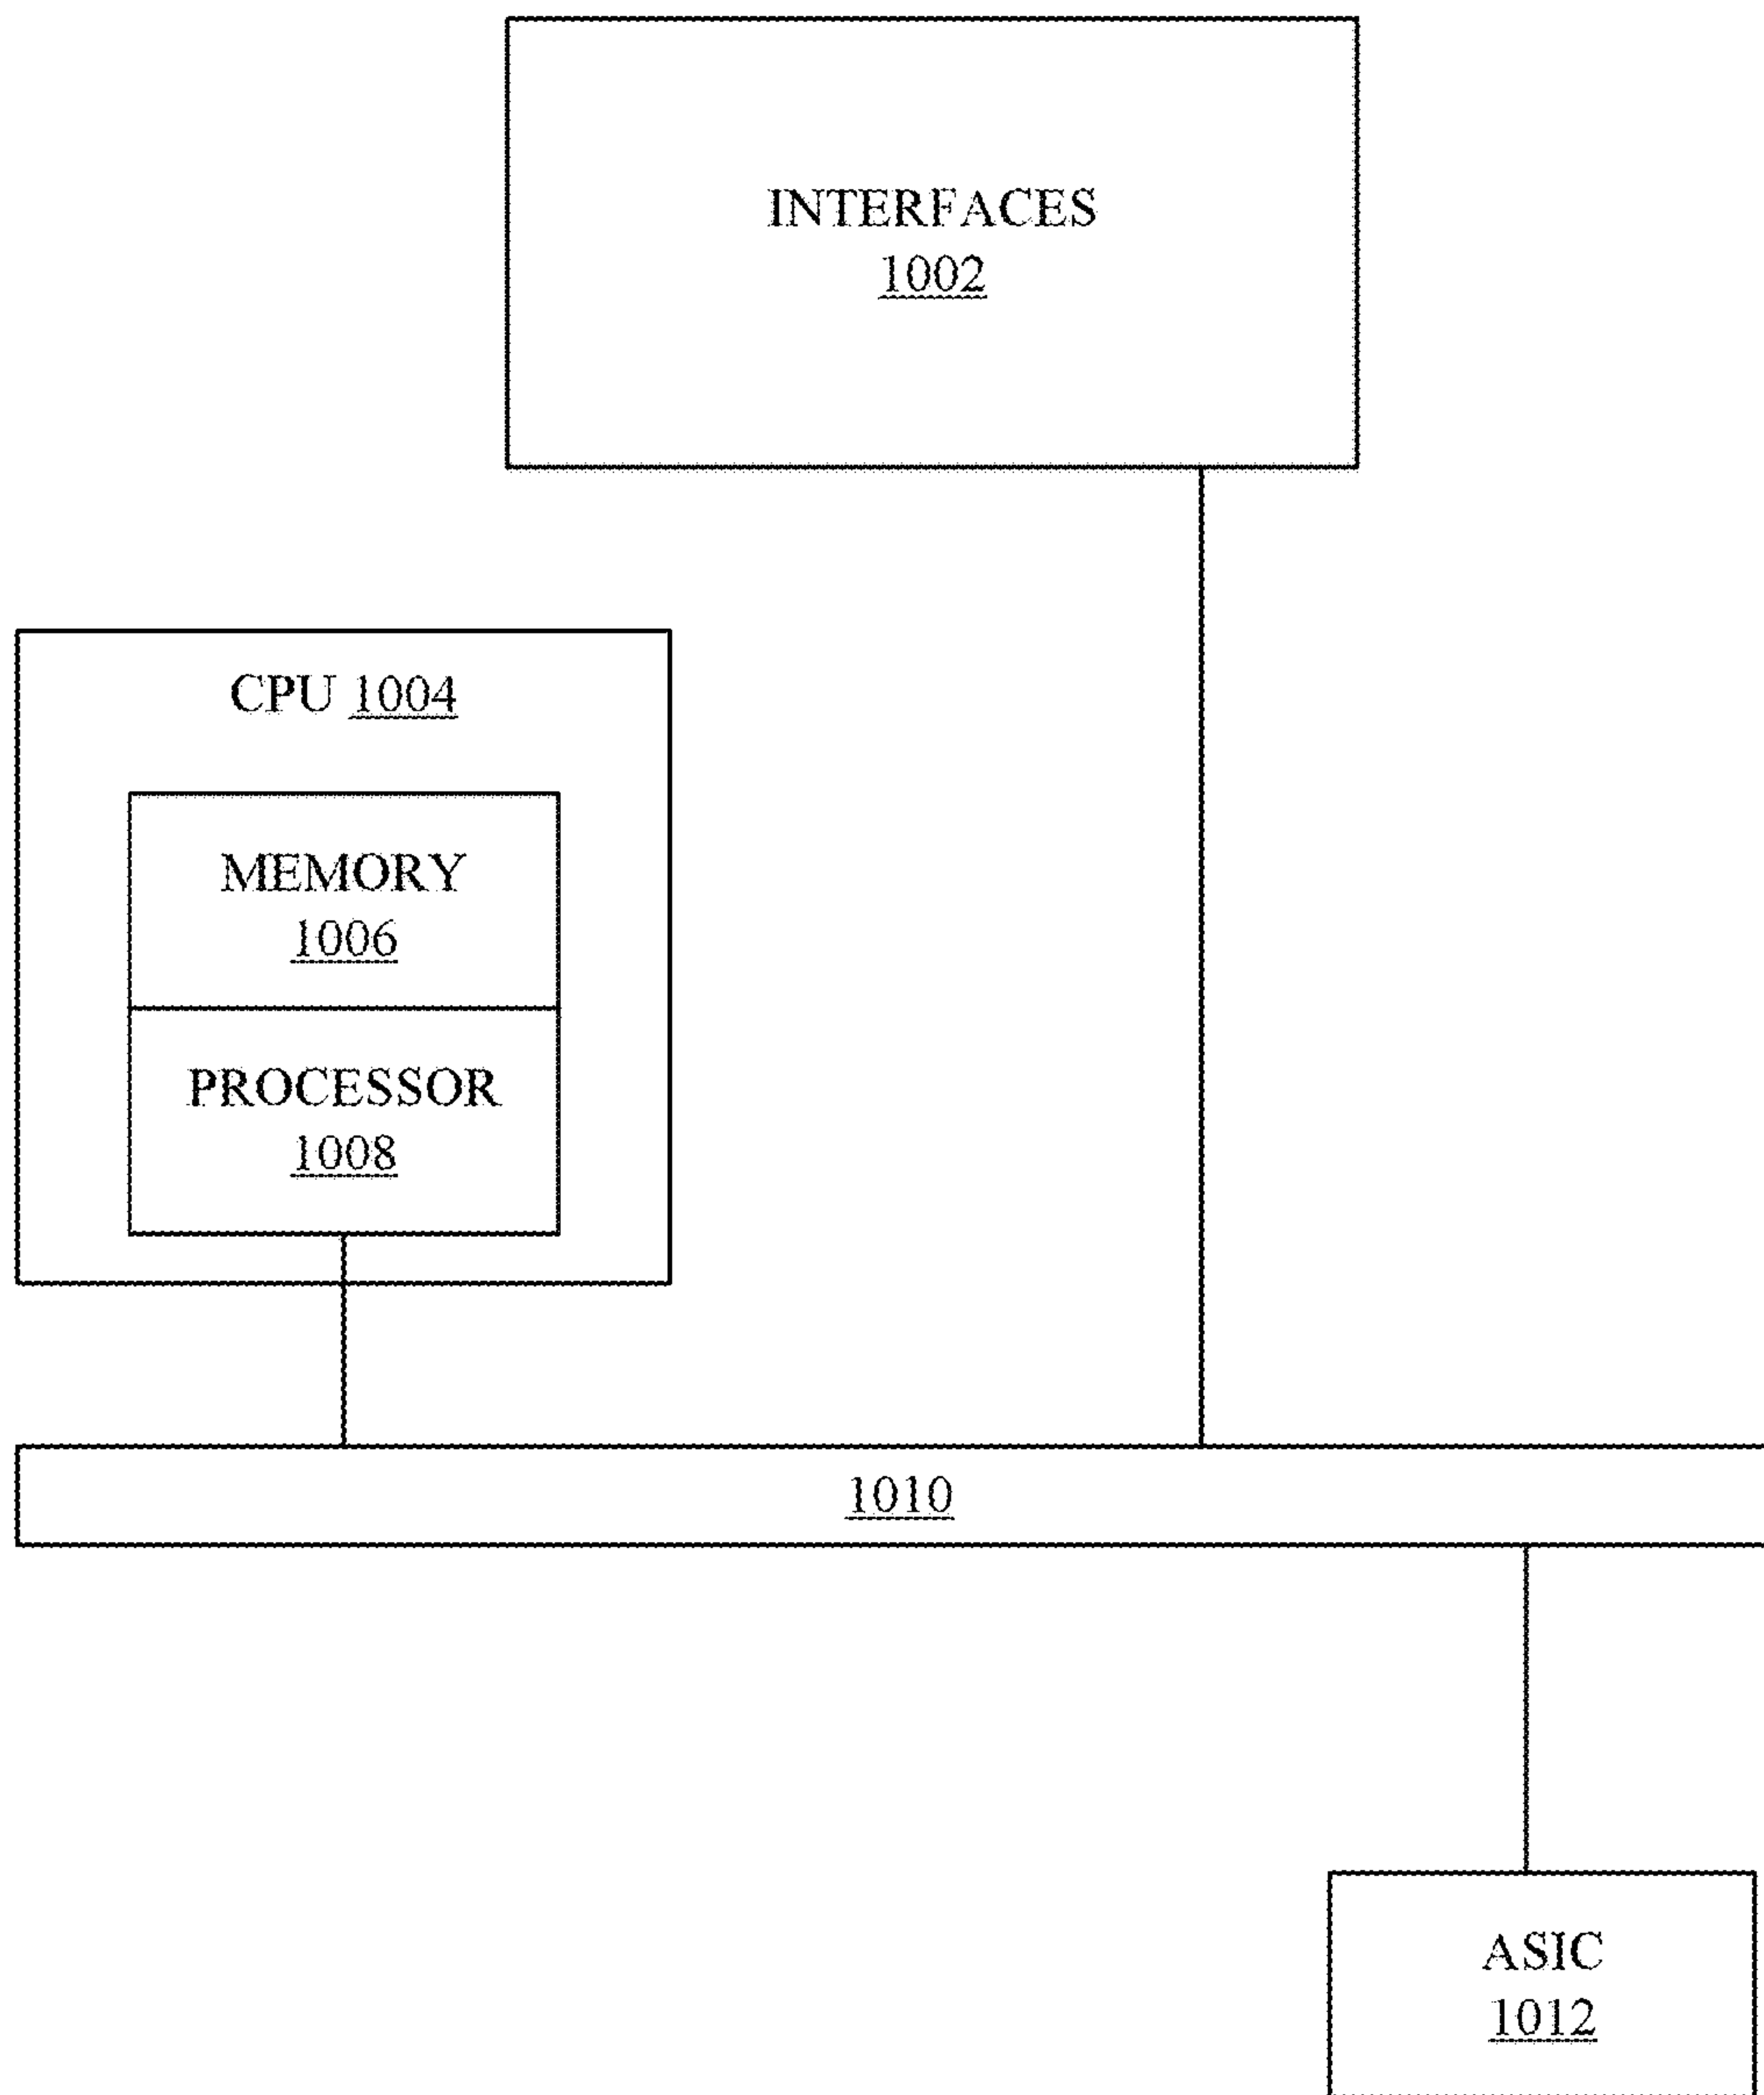 INTERFACES
1002
CPU 1004
MEMORY
1006
PROCESSOR
1008
1010
ASIC
1012